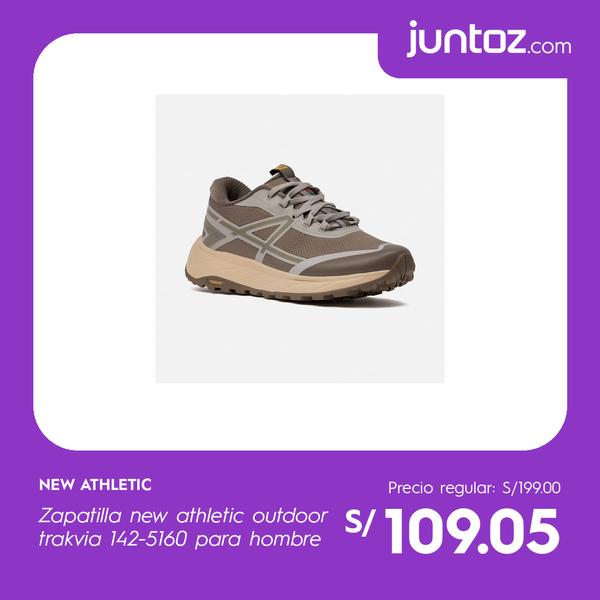 juntoz.com
NEW ATHLETIC
Zapatilla new athletic outdoor
trakvia 142-5160 para hombre
Precio regular: S/199.00
S/109.05